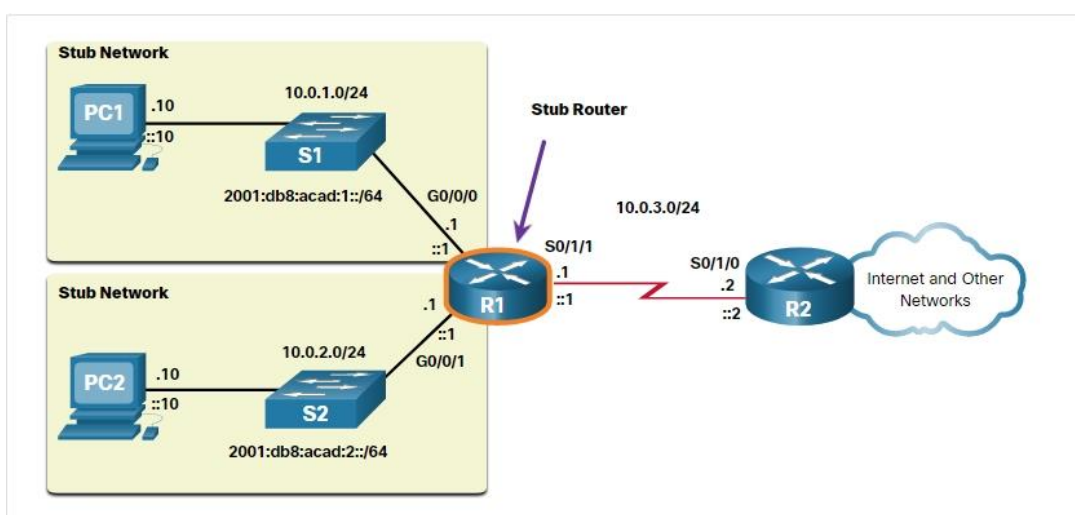 Stub Network
10.0.1.0/24
PC1
.10
::10
S1
2001:db8:acad:1::/64
G0/0/0
.1
::1
Stub Router
10.0.3.0/24
S0/1/1
.1
::1
R1
S0/1/0
.2
::2
R2
Internet and Other
Networks
Stub Network
.1
::1
G0/0/1
10.0.2.0/24
PC2
.10
::10
S2
2001:db8:acad:2::/64